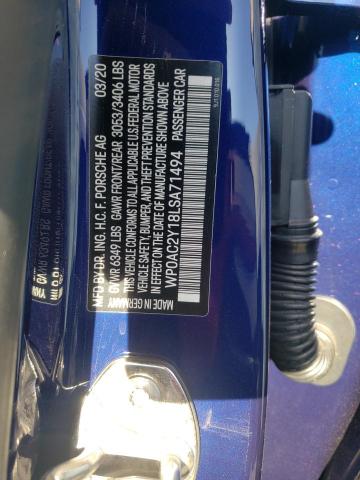 MFD BY DR. ING. H.C. F. PORSCHE AG 03/20
GVWR 6349 LBS GAWR FRONT/REAR 3053/3406 LBS
THIS VEHICLE CONFORMS TO ALL APPLICABLE U.S. FEDERAL MOTOR
VEHICLE SAFETY, BUMPER, AND THEFT PREVENTION STANDARDS
IN EFFECT ON THE DATE OF MANUFACTURE SHOWN ABOVE
WP0AC2Y18LSA71494 PASSENGER CAR
MADE IN GERMANY